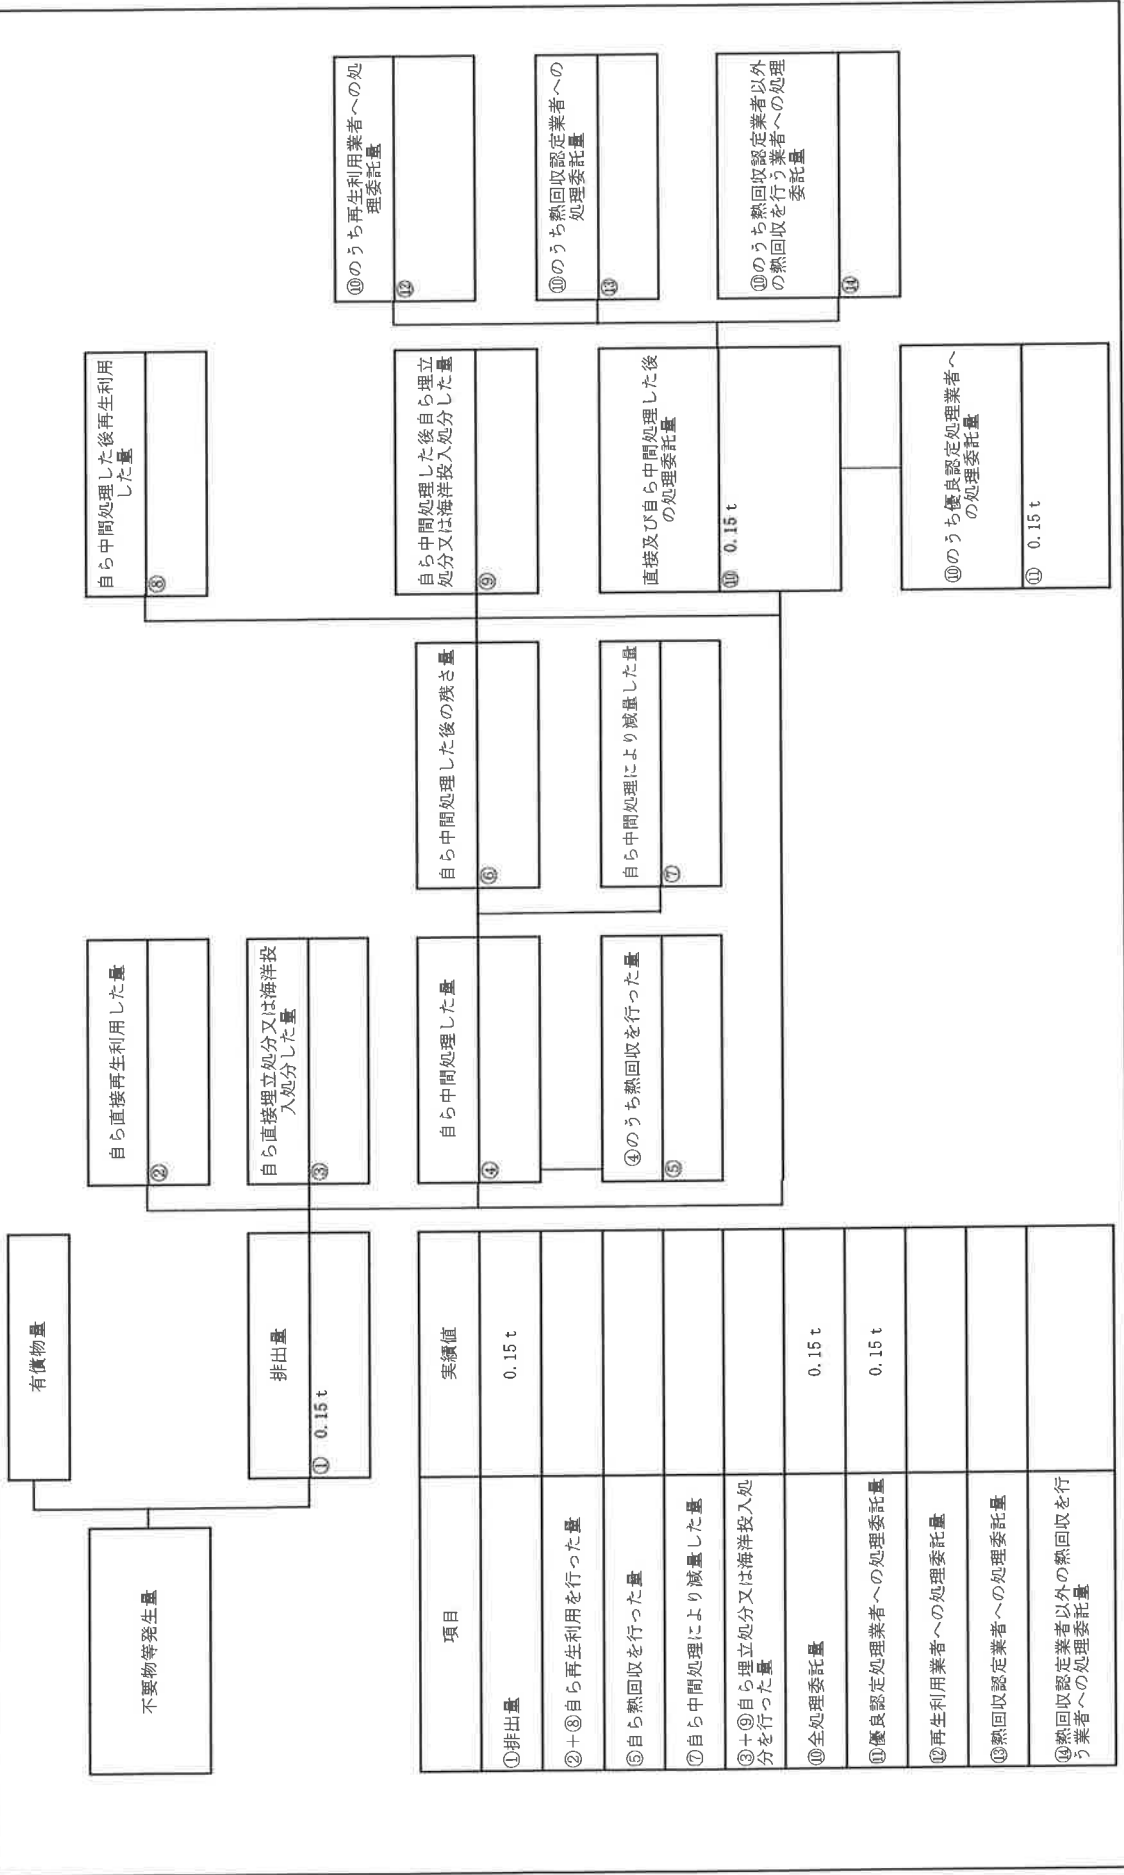 有償物量
不要物等発生量
排出量
① 0.15 t
自ら直接再生利用した量
②
自ら直接埋立処分又は海洋投
入処分した量
③
自ら中間処理した量
④
④のうち熱回収を行った量
⑤
自ら中間処理した後の残さ量
⑥
自ら中間処理により減量した量
⑦
自ら中間処理した後再生利用
した量
⑧
自ら中間処理した後自ら埋立
処分又は海洋投入処分した量
⑨
直接及び自ら中間処理した後
の処理委託量
⑩ 0.15 t
⑩のうち優良認定処理業者へ
の処理委託量
⑪ 0.15 t
⑩のうち再生利用業者への処
理委託量
⑫
⑩のうち熱回収認定業者への
処理委託量
⑬
⑩のうち熱回収認定業者以外
の熱回収を行う業者への処理
委託量
⑭
項目 実績値
①排出量 0.15 t
②+⑧自ら再生利用を行った量
⑤自ら熱回収を行った量
⑦自ら中間処理により減量した量
③+⑨自ら埋立処分又は海洋投入処
分を行った量
⑩全処理委託量 0.15 t
⑪優良認定処理業者への処理委託量 0.15 t
⑫再生利用業者への処理委託量
⑬熱回収認定業者への処理委託量
⑭熱回収認定業者以外の熱回収を行
う業者への処理委託量